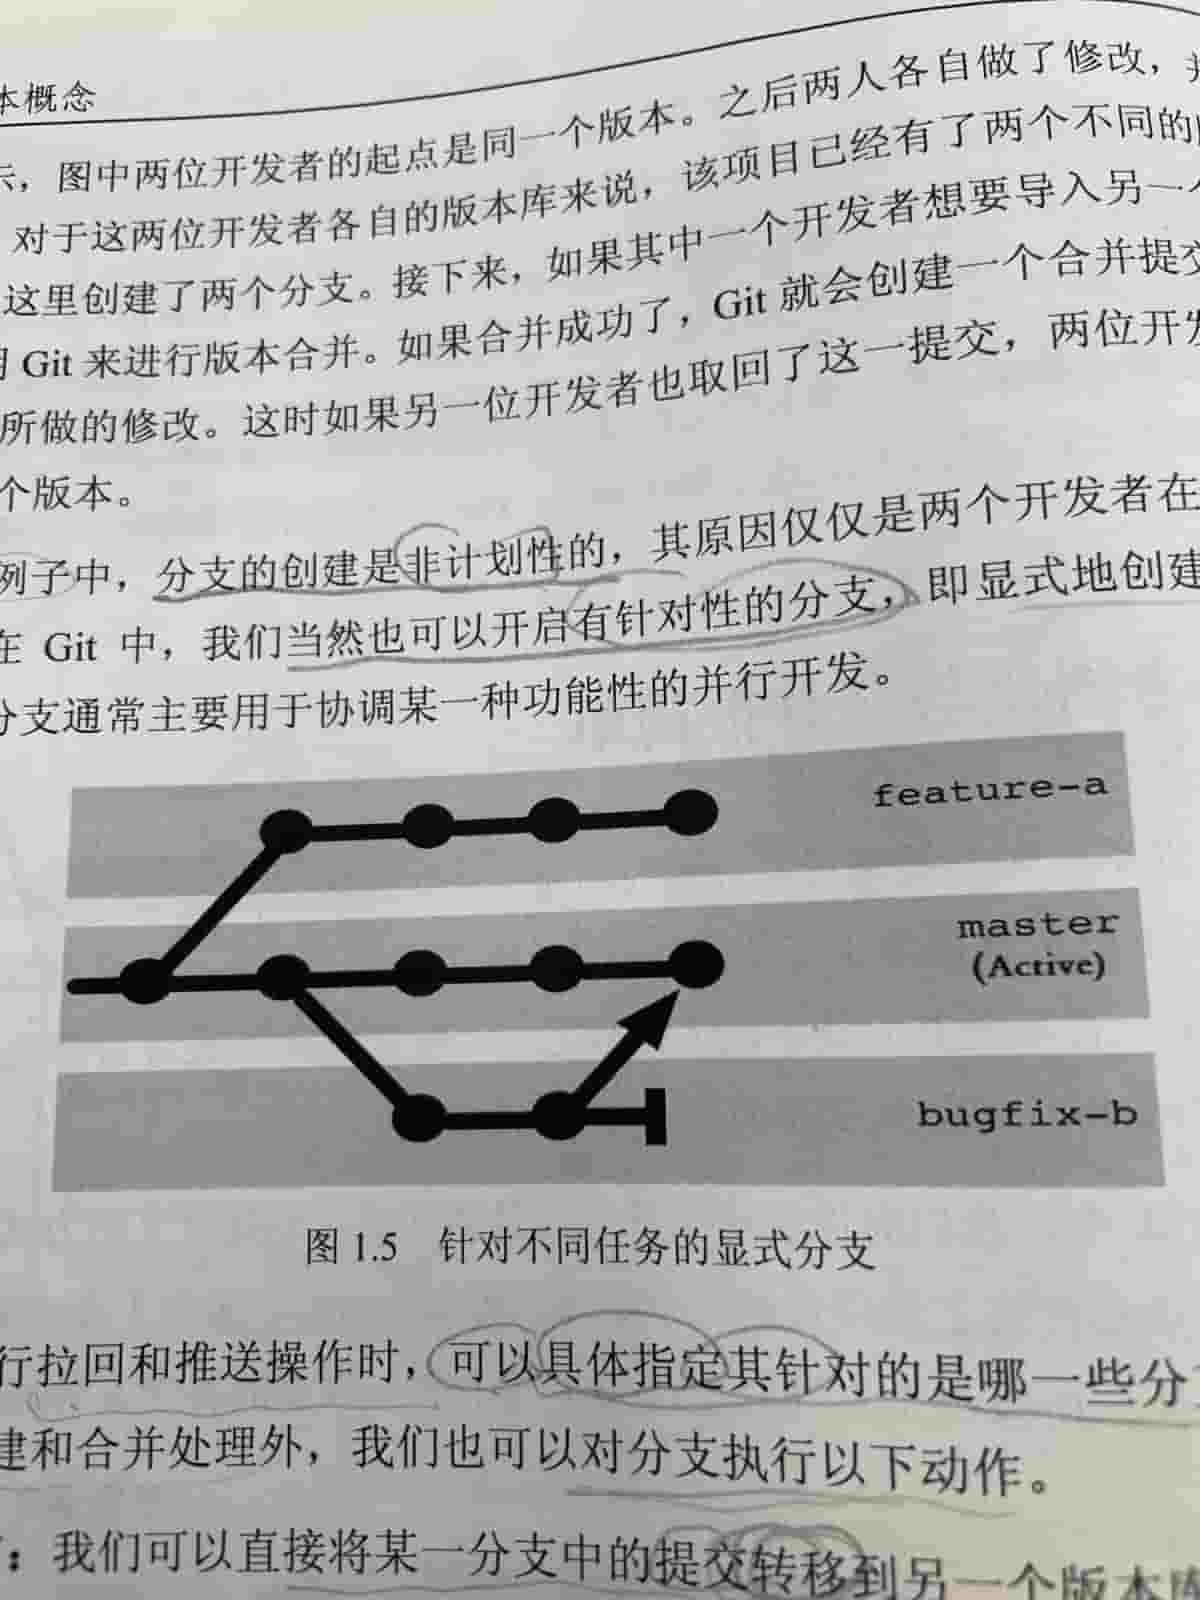 本概念
示，图中两位开发者的起点是同一个版本。之后两人各自做了修改，
对于这两位开发者各自的版本库来说，该项目已经有了两个不同的
这里创建了两个分支。接下来，如果其中一个开发者想要导入另一个
用 Git 来进行版本合并。如果合并成功了，Git 就会创建一个合并提交
所做的修改。这时如果另一位开发者也取回了这一提交，两位开发
个版本。
例子中，分支的创建是非计划性的，其原因仅仅是两个开发者在
在 Git 中，我们当然也可以开启有针对性的分支，即显式地创建
分支通常主要用于协调某一种功能性的并行开发。
feature-a
master
(Active)
bugfix-b
图 1.5 针对不同任务的显式分支
行拉回和推送操作时，可以具体指定其针对的是哪一些分
建和合并处理外，我们也可以对分支执行以下动作。
：我们可以直接将某一分支中的提交转移到另一个版本库